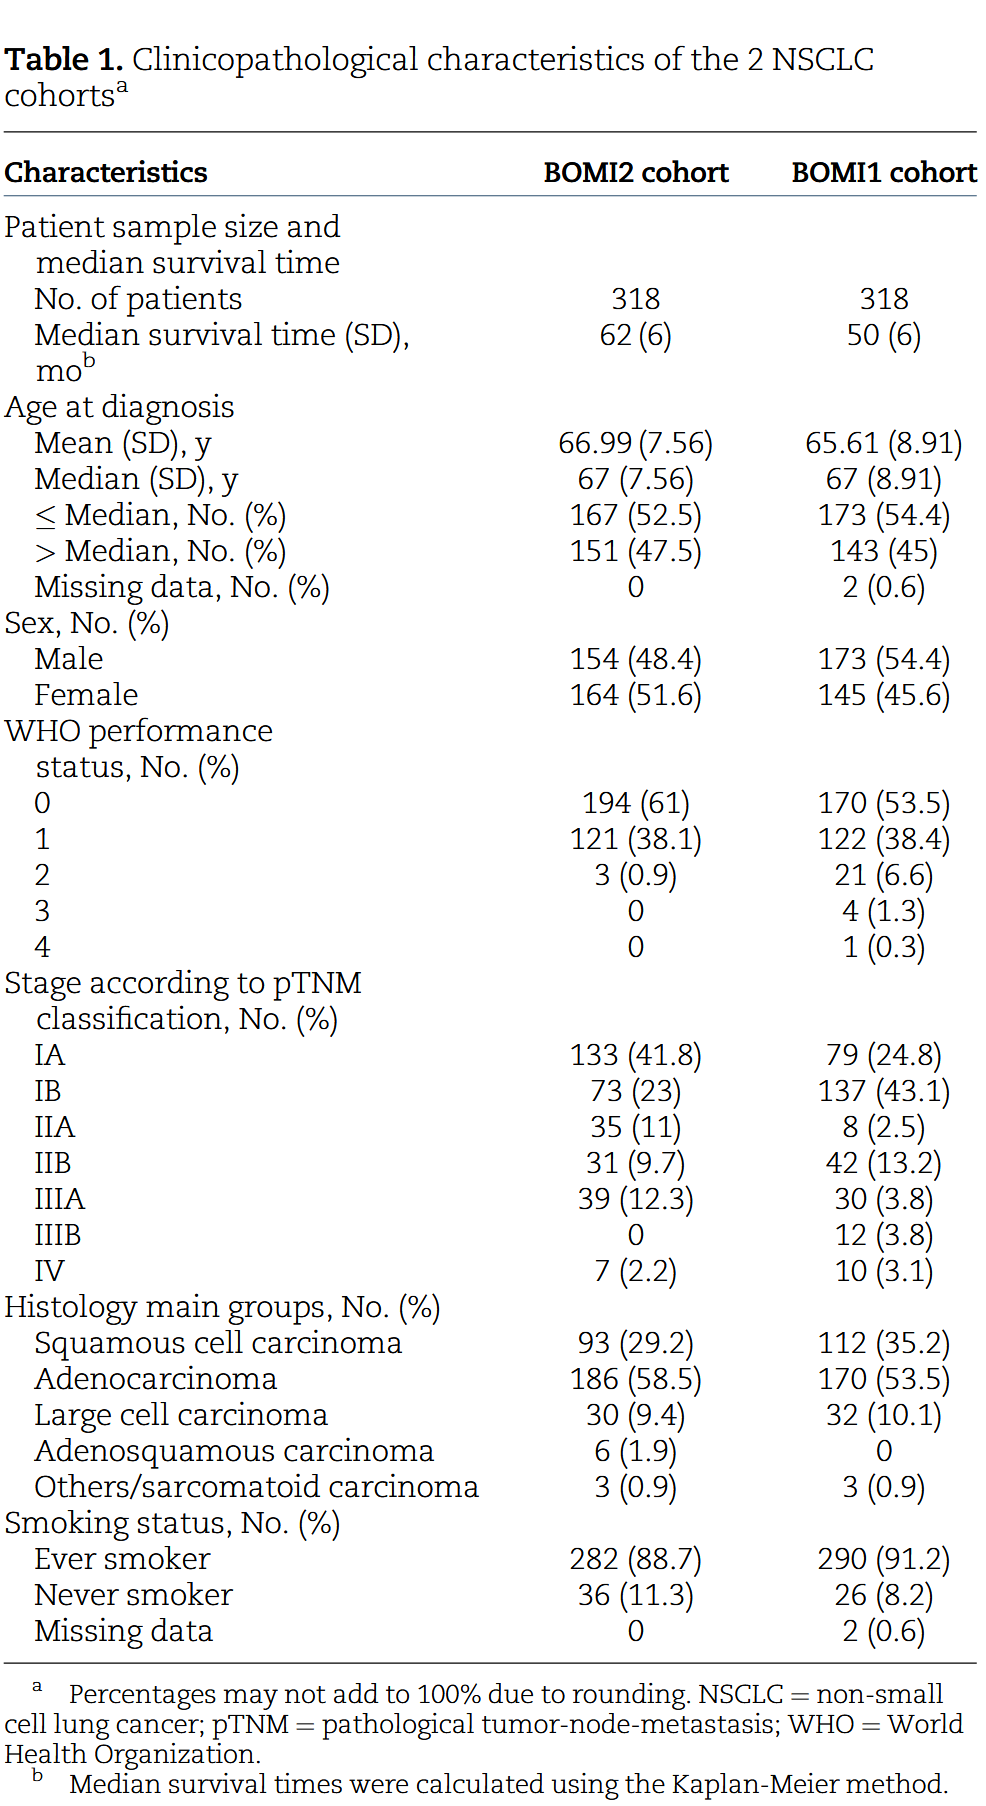 Table 1. Clinicopathological characteristics of the 2 NSCLC
cohortsa
Characteristics BOMI2 cohort BOMI1 cohort
Patient sample size and
median survival time
No. of patients 318 318
Median survival time (SD), 62 (6) 50 (6)
mob
Age at diagnosis
Mean (SD), y 66.99 (7.56) 65.61 (8.91)
Median (SD), y 67 (7.56) 67 (8.91)
≤ Median, No. (%) 167 (52.5) 173 (54.4)
> Median, No. (%) 151 (47.5) 143 (45)
Missing data, No. (%) 0 2 (0.6)
Sex, No. (%)
Male 154 (48.4) 173 (54.4)
Female 164 (51.6) 145 (45.6)
WHO performance
status, No. (%)
0 194 (61) 170 (53.5)
1 121 (38.1) 122 (38.4)
2 3 (0.9) 21 (6.6)
3 0 4 (1.3)
4 0 1 (0.3)
Stage according to pTNM
classification, No. (%)
IA 133 (41.8) 79 (24.8)
IB 73 (23) 137 (43.1)
IIA 35 (11) 8 (2.5)
IIB 31 (9.7) 42 (13.2)
IIIA 39 (12.3) 30 (3.8)
IIIB 0 12 (3.8)
IV 7 (2.2) 10 (3.1)
Histology main groups, No. (%)
Squamous cell carcinoma 93 (29.2) 112 (35.2)
Adenocarcinoma 186 (58.5) 170 (53.5)
Large cell carcinoma 30 (9.4) 32 (10.1)
Adenosquamous carcinoma 6 (1.9) 0
Others/sarcomatoid carcinoma 3 (0.9) 3 (0.9)
Smoking status, No. (%)
Ever smoker 282 (88.7) 290 (91.2)
Never smoker 36 (11.3) 26 (8.2)
Missing data 0 2 (0.6)
a Percentages may not add to 100% due to rounding. NSCLC = non-small
cell lung cancer; pTNM = pathological tumor-node-metastasis; WHO = World
Health Organization.
b Median survival times were calculated using the Kaplan-Meier method.